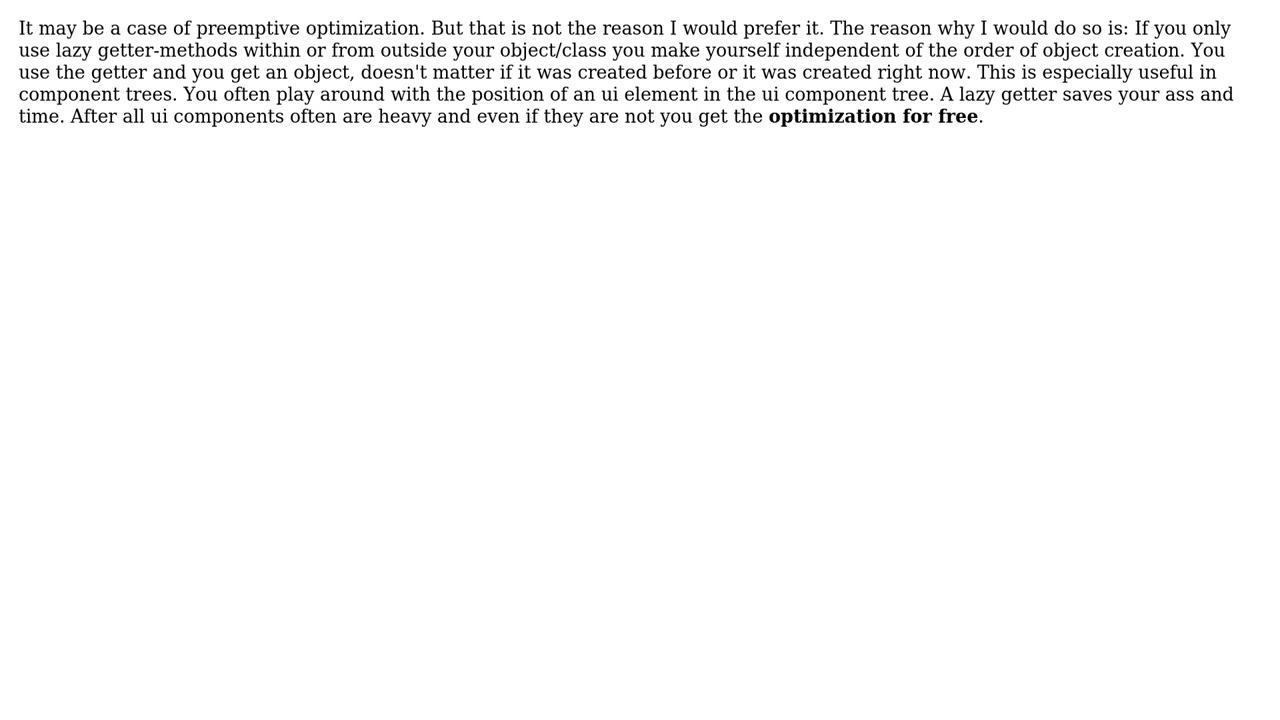 It may be a case of preemptive optimization. But that is not the reason I would prefer it. The reason why I would do so is: If you only
use lazy getter-methods within or from outside your object/class you make yourself independent of the order of object creation. You
use the getter and you get an object, doesn't matter if it was created before or it was created right now. This is especially useful in
component trees. You often play around with the position of an ui element in the ui component tree. A lazy getter saves your ass and
time. After all ui components often are heavy and even if they are not you get the optimization for free.